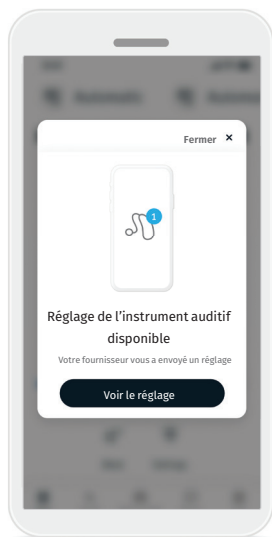 Fermer ×
1
Réglage de l’instrument auditif
disponible
Votre fournisseur vous a envoyé un réglage
Voir le réglage